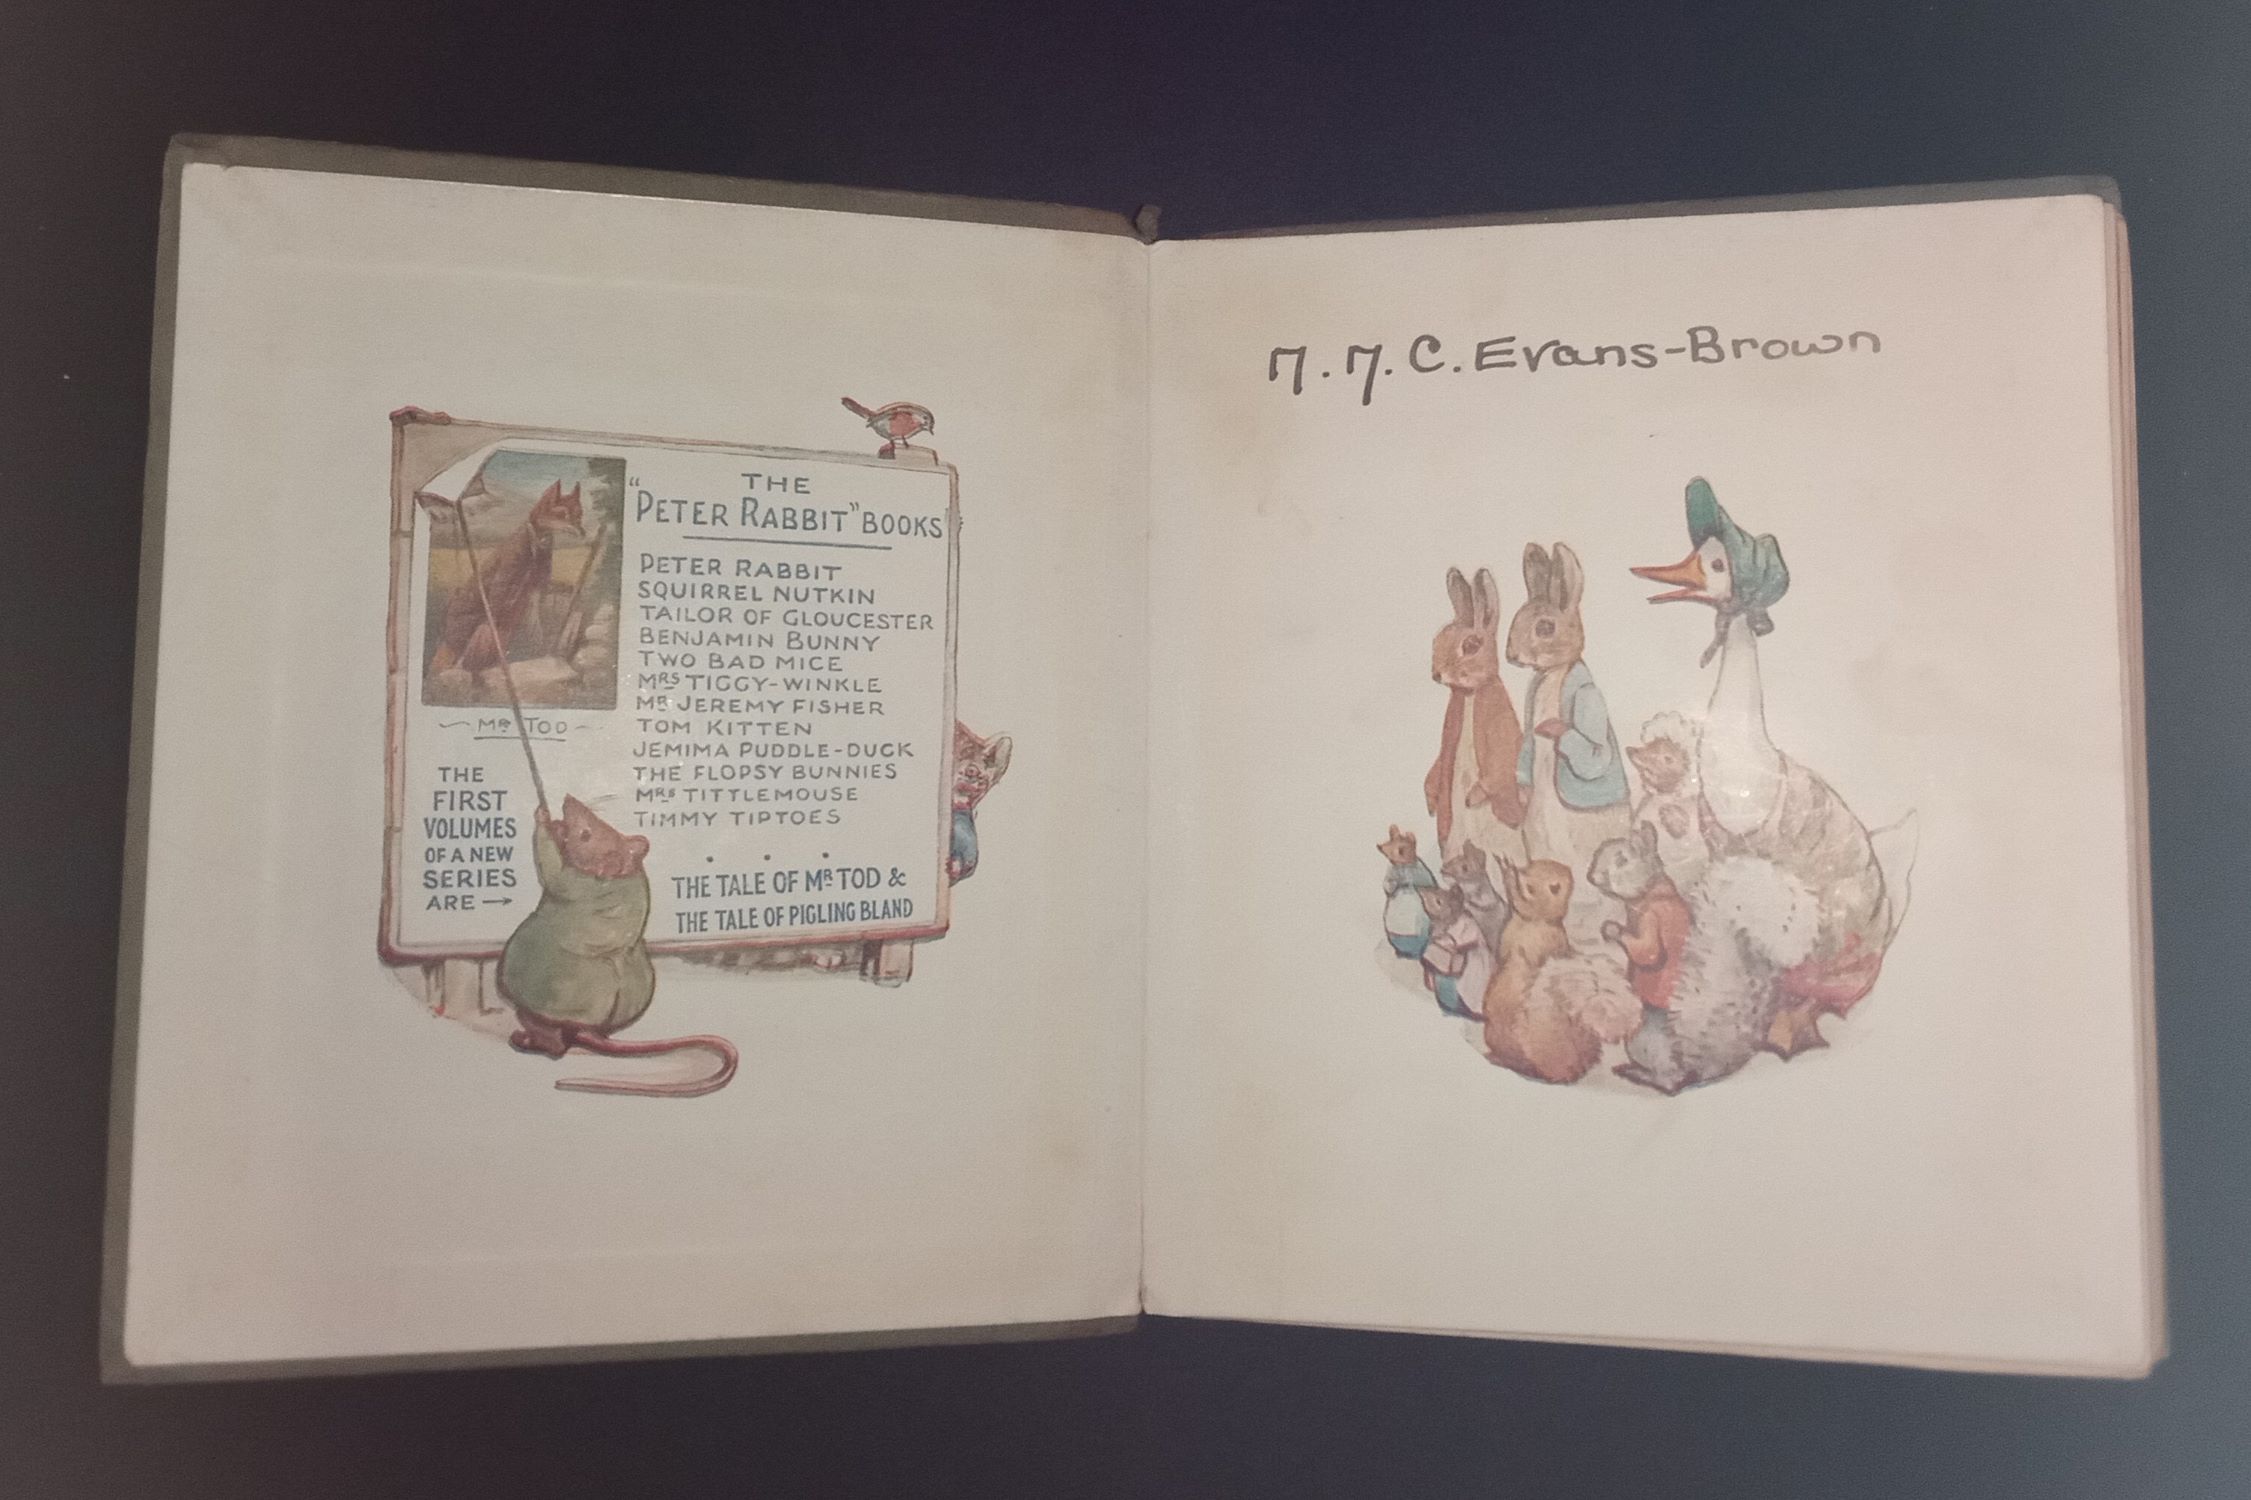 THE
"PETER RABBIT" BOOKS
PETER RABBIT
SQUIRREL NUTKIN
TAILOR OF GLOUCESTER
BENJAMIN BUNNY
TWO BAD MICE
MRS TIGGY-WINKLE
MR JEREMY FISHER
TOM KITTEN
JEMIMA PUDDLE-DUCK
THE FLOPSY BUNNIES
MRS TITTLEMOUSE
TIMMY TIPTOES
MR TOD
THE
FIRST
VOLUMES
OF A NEW
SERIES
ARE →
THE TALE OF MR TOD &
THE TALE OF PIGLING BLAND
C. Evans-Brown